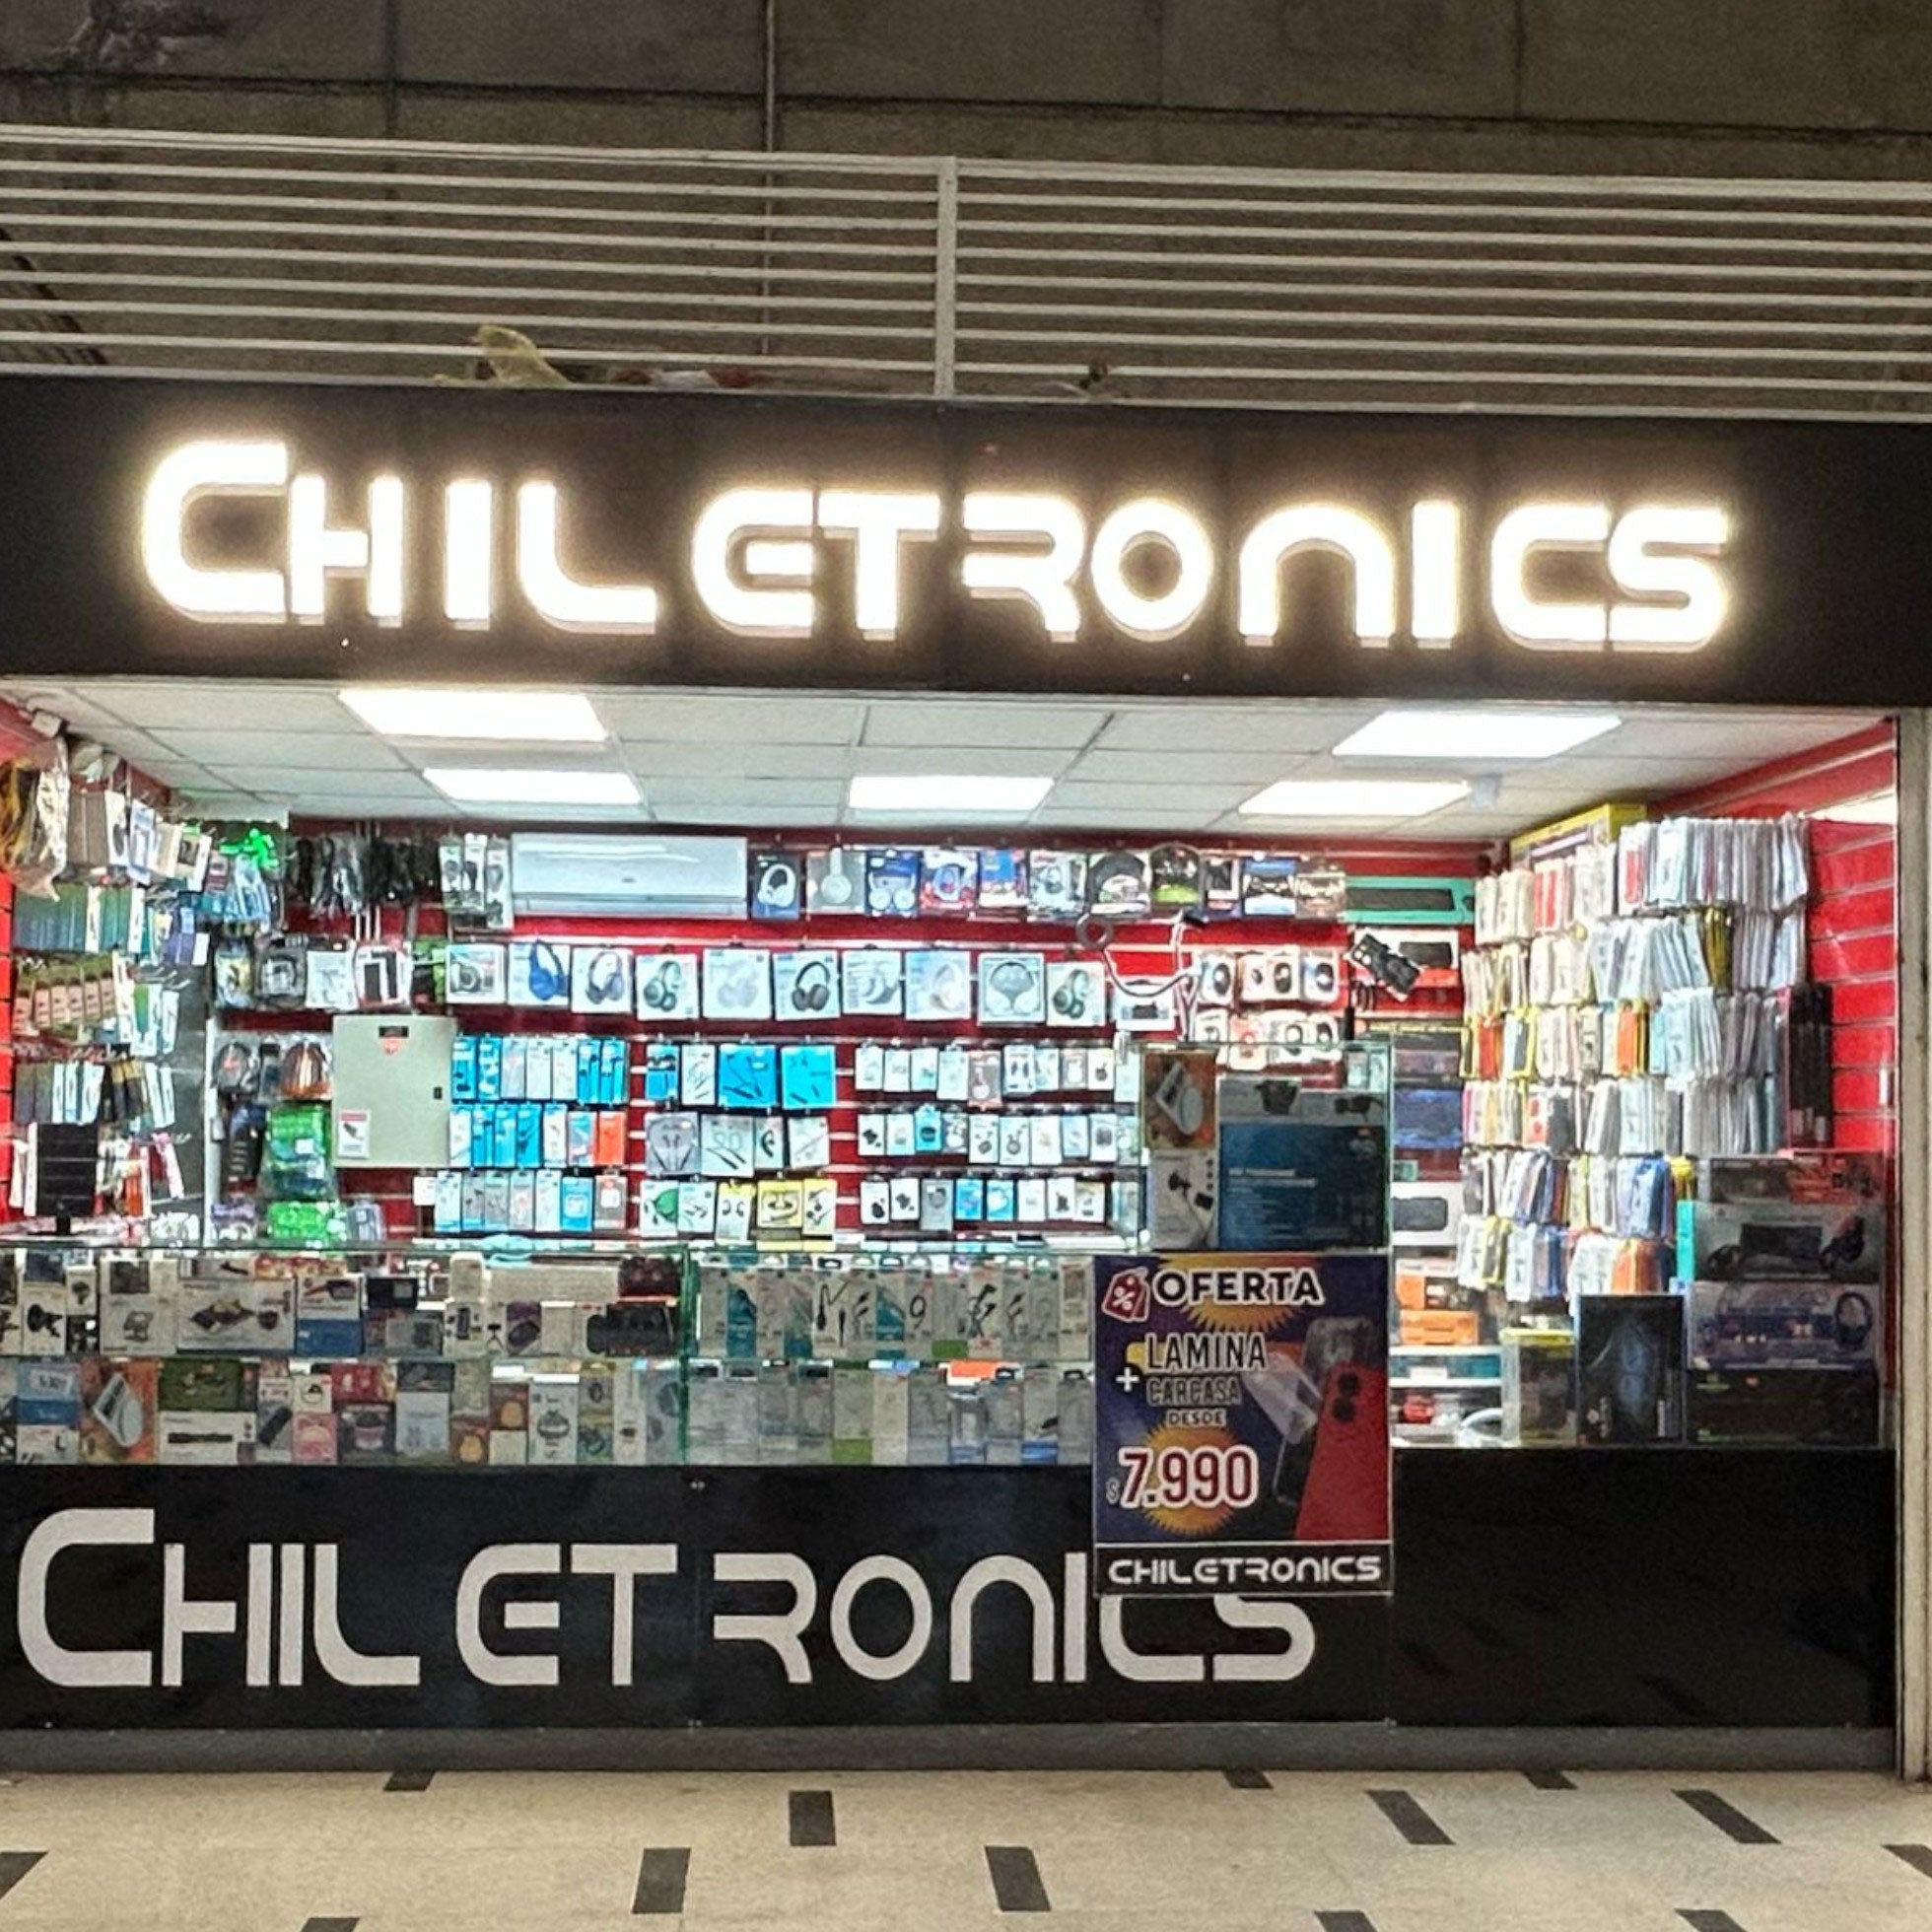 CHILETRONICS
OFERTA
LAMINA
+
CARCASA
DESDE
$7.990
CHILETRONICS
CHILETRONICS